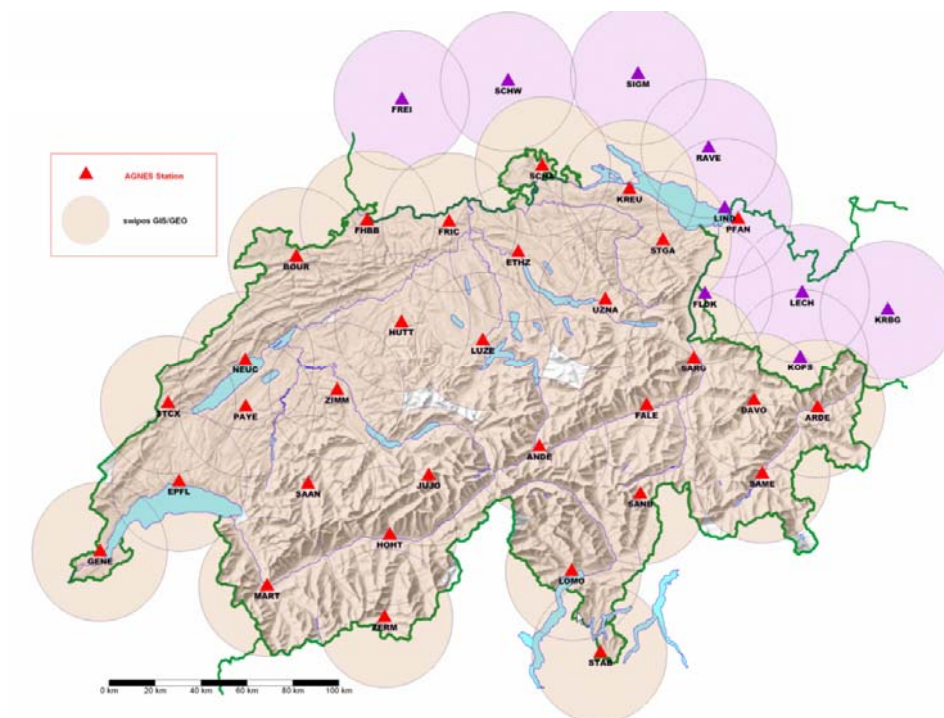 SCHW
SIGM
FREI
RAVE
AGNES Station
SCHA
KREU
LIND
PFAN
swipos GIS/GEO
FHBB
FRIC
BOUR
ETHZ
STGA
FLDK
LECH
UZNA
KRBG
HUTT
LUZE
NEUC
SARG
KOPS
STCX
PAYE
ZIMM
FALE
DAVO
ARDE
ANDE
EPFL
SAAN
JUJO
SAME
SANB
HOHT
GENE
MART
LOMO
ZERM
STAB
0 km 20 km 40 km 60 km 80 km 100 km